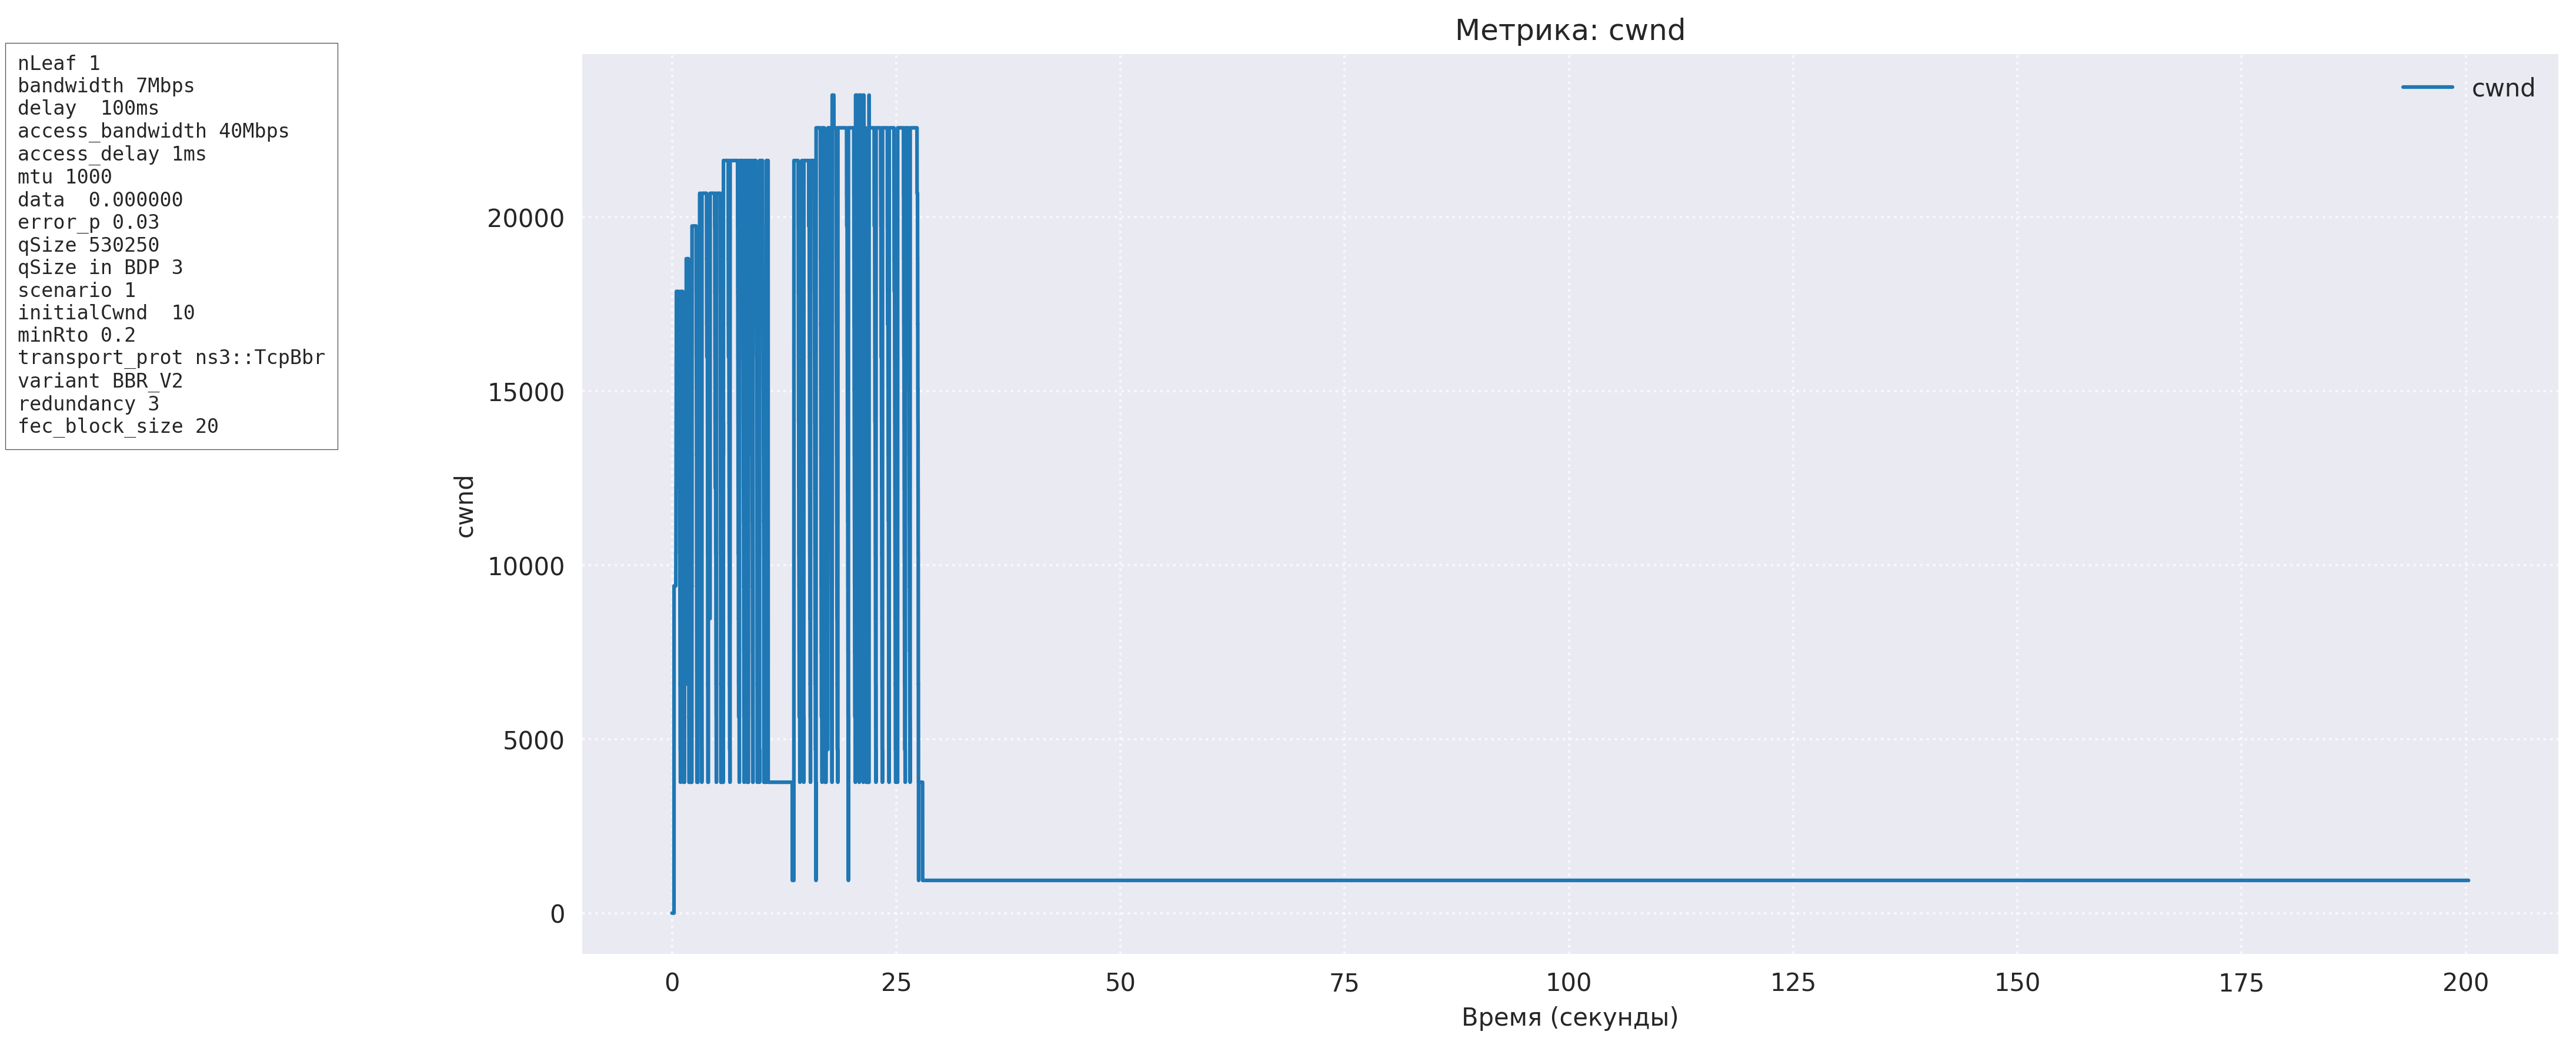 Метрика: cwnd
nLeaf 1
bandwidth 7Mbps
delay  100ms
access_bandwidth 40Mbps
access_delay 1ms
mtu 1000
data  0.000000
error_p 0.03
qSize 530250
qSize in BDP 3
scenario 1
initialCwnd  10
minRto 0.2
transport_prot ns3::TcpBbr
variant BBR_V2
redundancy 3
fec_block_size 20
cwnd
cwnd
20000
15000
10000
5000
0
0 25 50 75 100 125 150 175 200
Время (секунды)